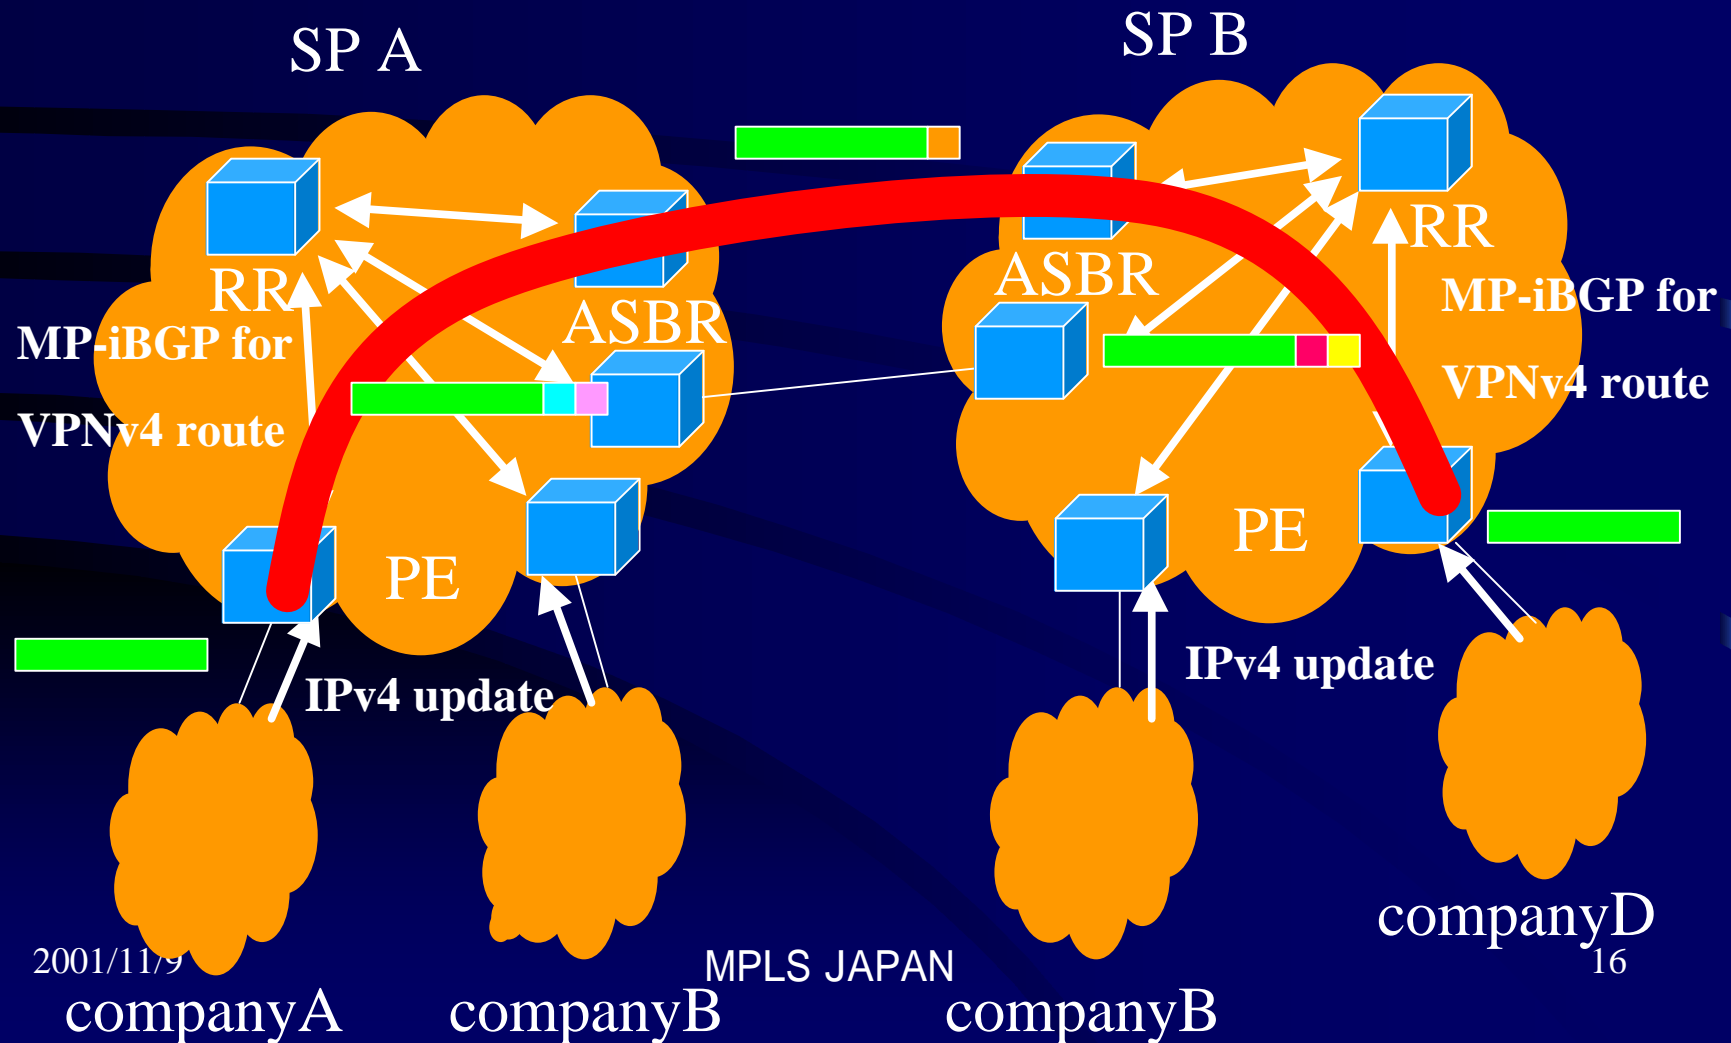 SP A
SP B
RR
ASBR
RR
ASBR
MP-iBGP for
VPNv4 route
MP-iBGP for
VPNv4 route
PE
PE
IPv4 update
IPv4 update
companyD
2001/11/9
MPLS JAPAN
16
companyA
companyB
companyB